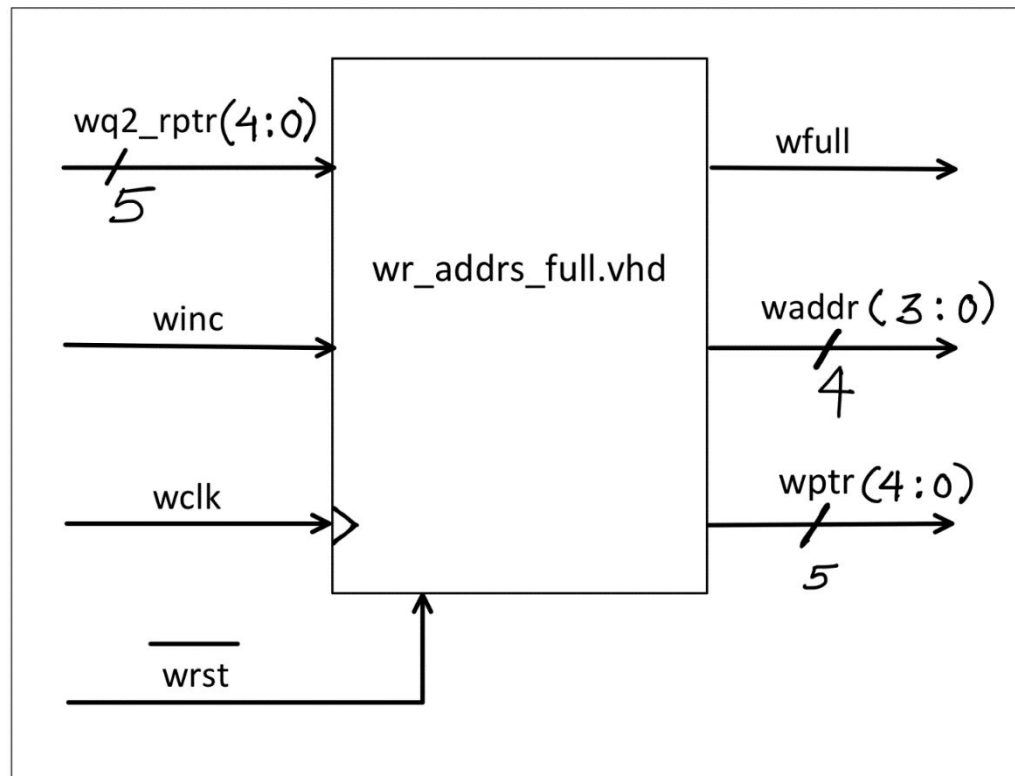 wq2_rptr(4:0)
5
wfull
wr_addrs_full.vhd
winc
waddr(3:0)
4
wclk
wptr(4:0)
5
wrst